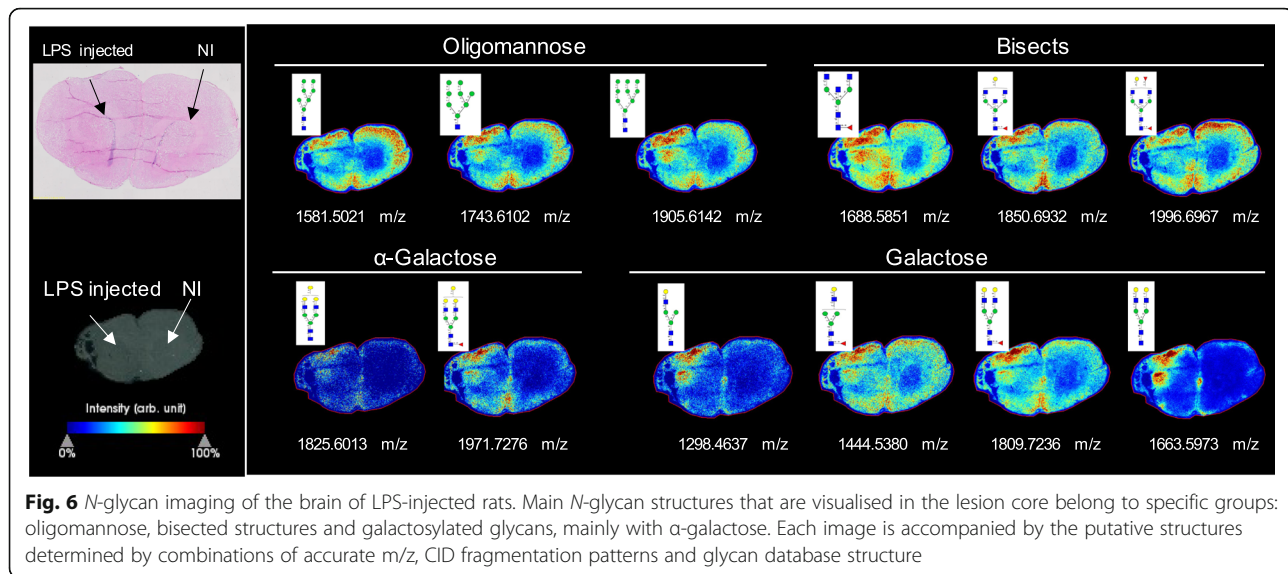 LPS injected NI
LPS injected NI
Intensity (arb. unit)
0% 100%
Oligomannose Bisects
1581.5021 m/z 1743.6102 m/z 1905.6142 m/z 1688.5851 m/z 1850.6932 m/z 1996.6967 m/z
α-Galactose Galactose
1825.6013 m/z 1971.7276 m/z 1298.4637 m/z 1444.5380 m/z 1809.7236 m/z 1663.5973 m/z
Fig. 6 N-glycan imaging of the brain of LPS-injected rats. Main N-glycan structures that are visualised in the lesion core belong to specific groups:
oligomannose, bisected structures and galactosylated glycans, mainly with α-galactose. Each image is accompanied by the putative structures
determined by combinations of accurate m/z, CID fragmentation patterns and glycan database structure